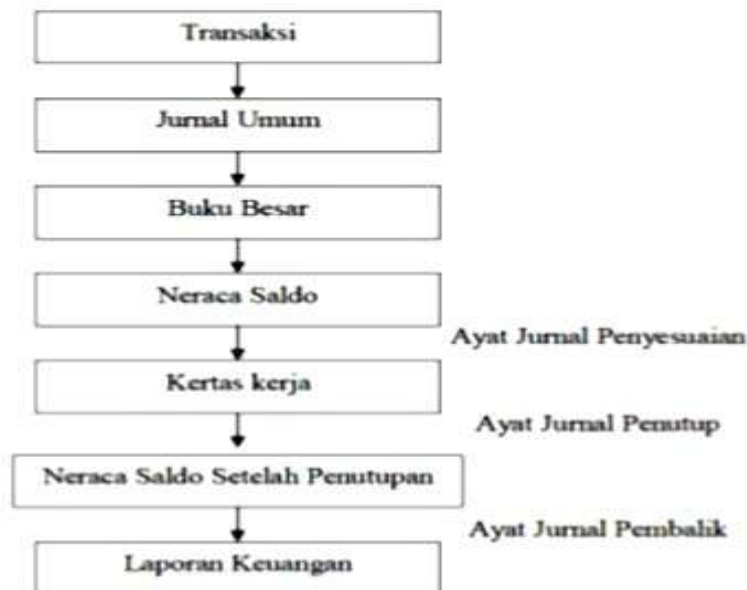 Transaksi
Jurnal Umum
Buku Besar
Neraca Saldo
Ayat Jurnal Penyesuaian
Kertas kerja
Ayat Jurnal Penutup
Neraca Saldo Setelah Penutupan
Ayat Jurnal Pembalik
Laporan Keuangan